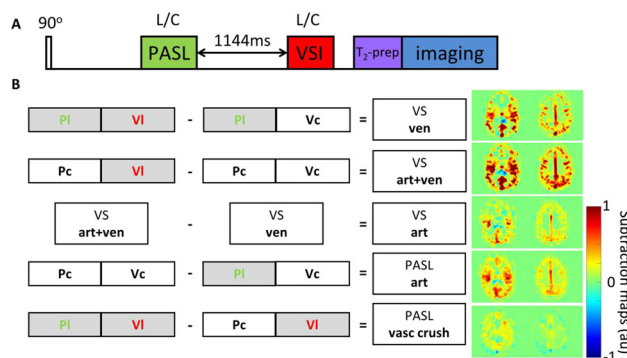 A
90º
L/C
L/C
PASL
1144ms
VSI
T2-prep
imaging
B
Pl Vl - Pl Vc = VS ven
Pc Vl - Pc Vc = VS art+ven
VS art+ven - VS ven = VS art
Pc Vc - Pl Vc = PASL art
Pl Vl - Pc Vl = PASL vasc crush
1
0
-1
Subtraction maps (au)